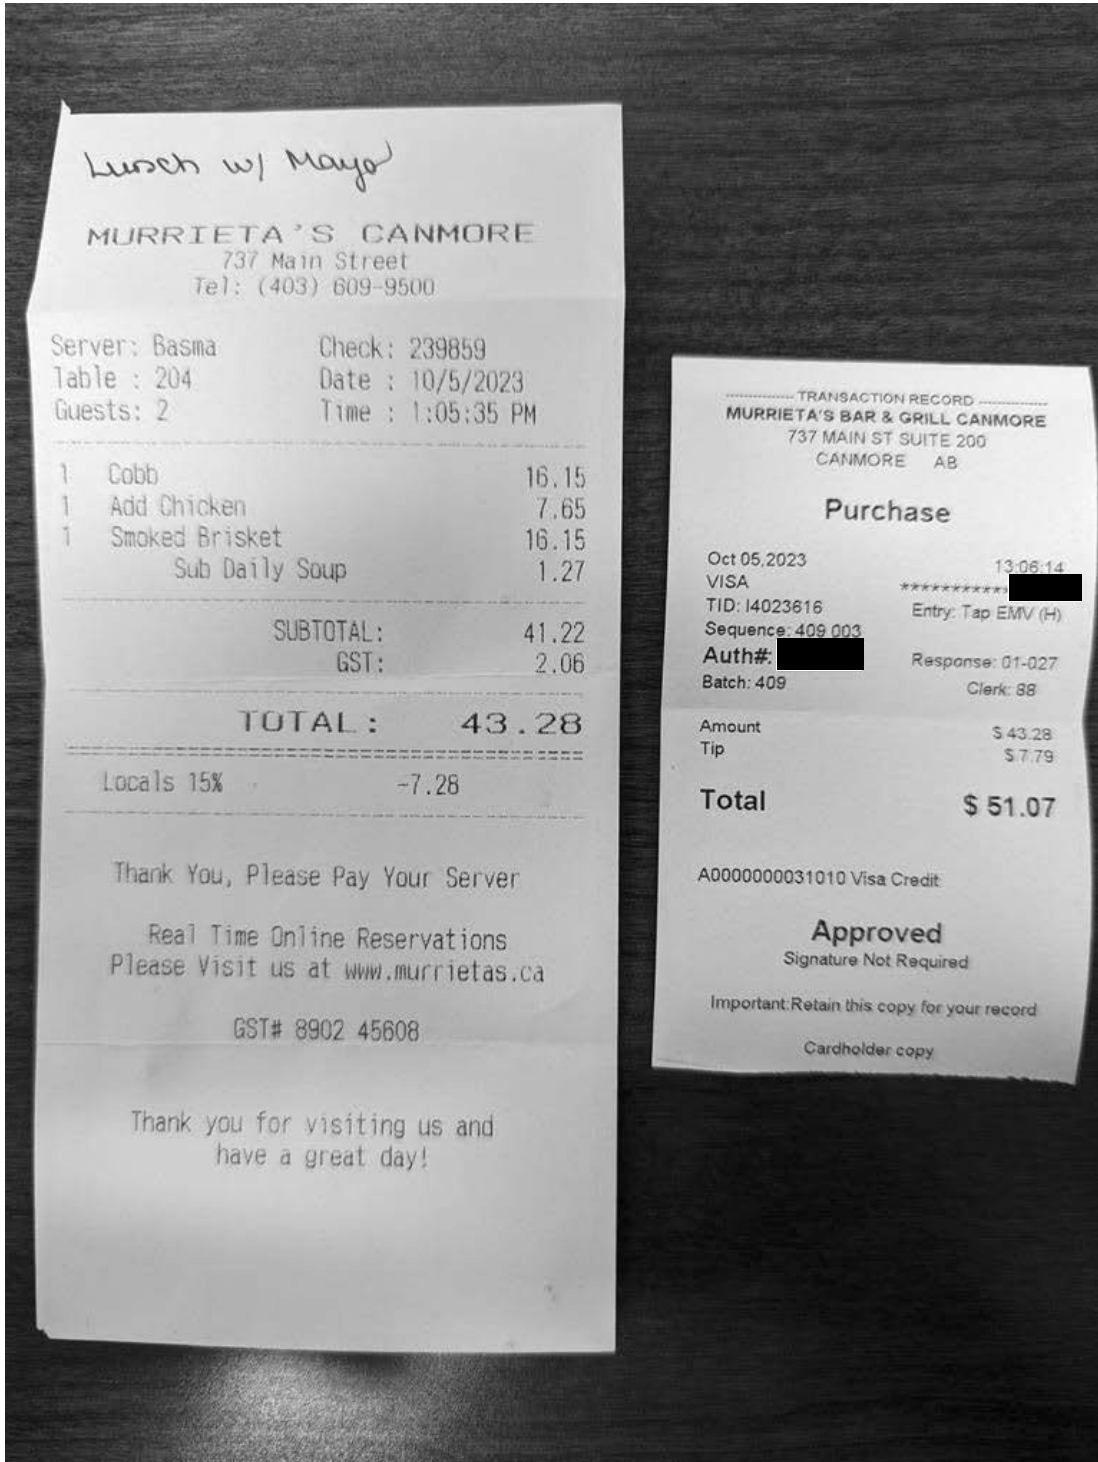 Lunch w/ Mayo
MURRIETA'S CANMORE
737 Main Street
Tel: (403) 609-9500
Server: Basma Check: 239859
Table : 204 Date : 10/5/2023
Guests: 2 Time : 1:05:35 PM
1 Cobb 16.15
1 Add Chicken 7.65
1 Smoked Brisket 16.15
Sub Daily Soup 1.27
SUBTOTAL: 41.22
GST: 2.06
TOTAL: 43.28
Locals 15% -7.28
Thank You, Please Pay Your Server
Real Time Online Reservations
Please Visit us at www.murrietas.ca
GST# 8902 45608
Thank you for visiting us and
have a great day!
TRANSACTION RECORD
MURRIETA'S BAR & GRILL CANMORE
737 MAIN ST SUITE 200
CANMORE AB
Purchase
Oct 05,2023 13:06:14
VISA ***********
TID: I4023616 Entry: Tap EMV (H)
Sequence: 409 003
Auth#: Response: 01-027
Batch: 409 Clerk: 88
Amount $ 43.28
Tip $ 7.79
Total $ 51.07
A0000000031010 Visa Credit
Approved
Signature Not Required
Important:Retain this copy for your record
Cardholder copy